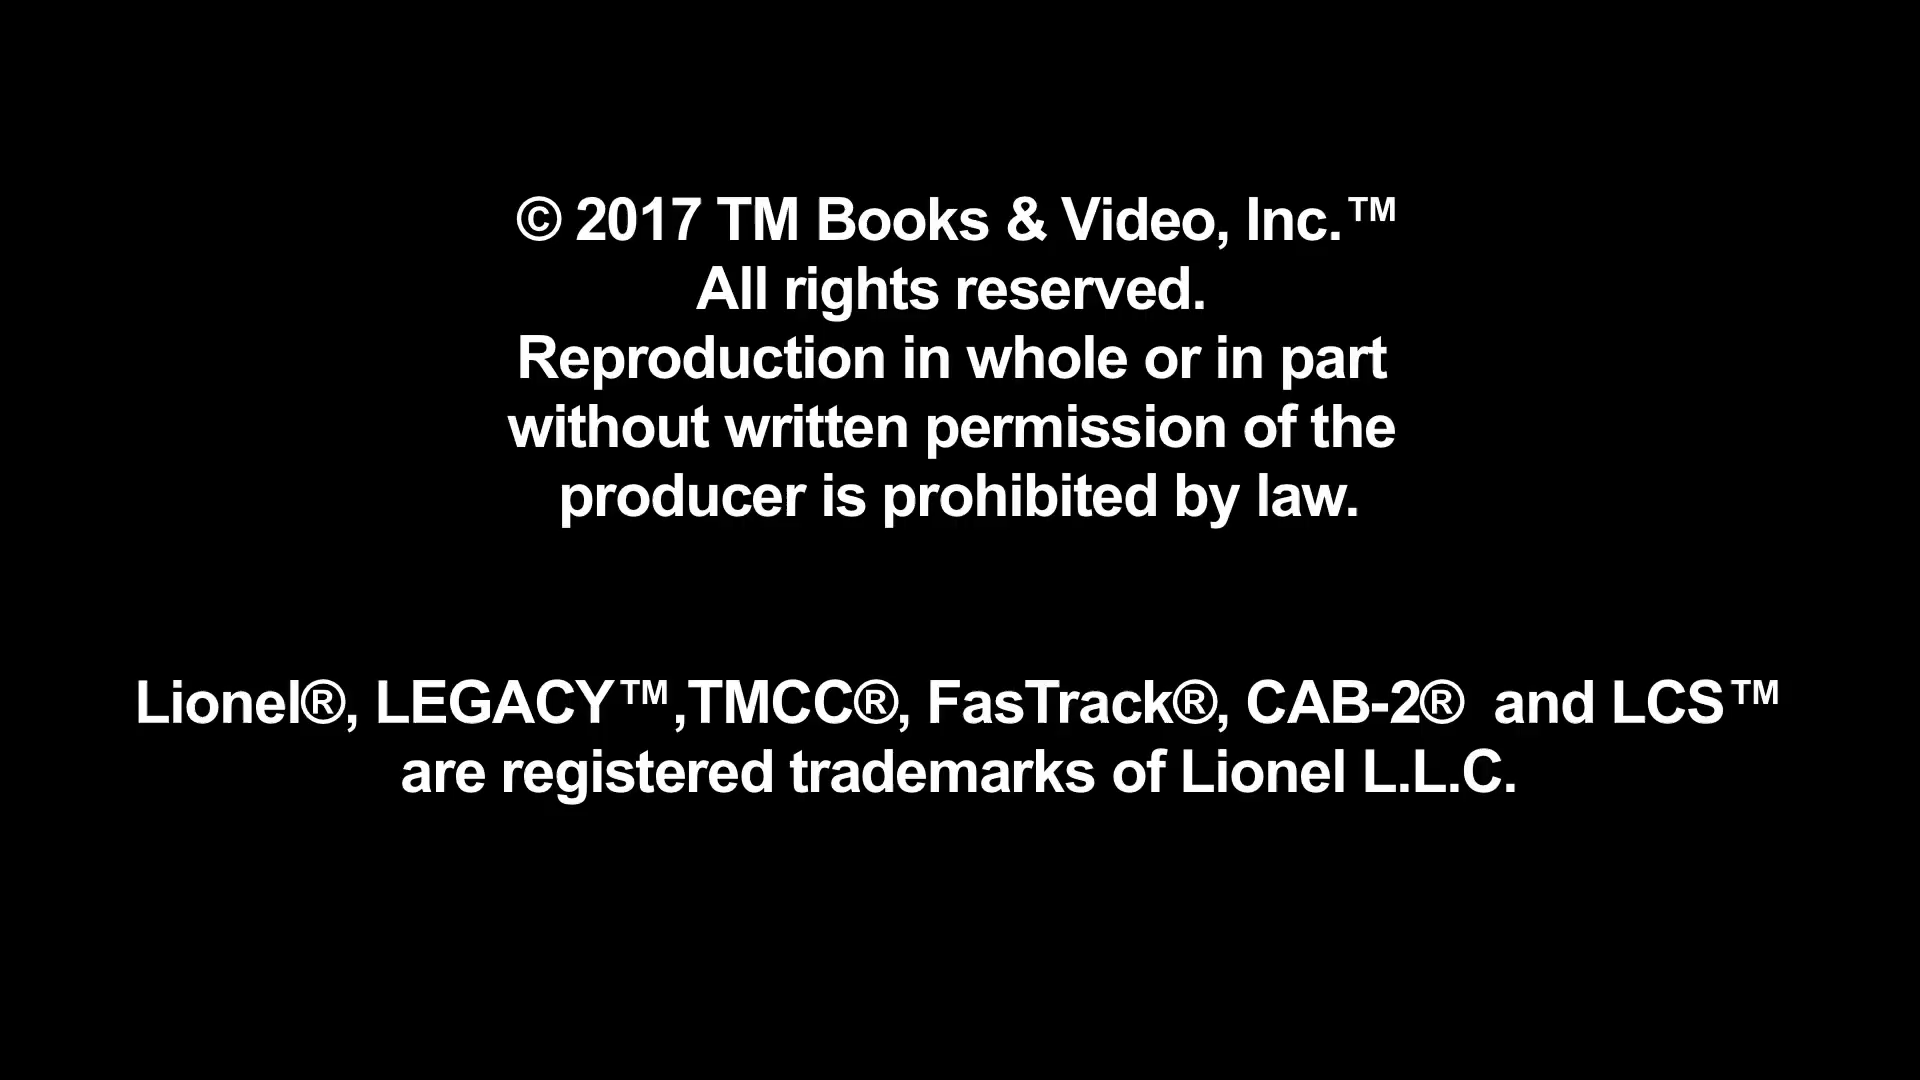 © 2017 TM Books & Video, Inc.™
All rights reserved.
Reproduction in whole or in part
without written permission of the
producer is prohibited by law.
Lionel®, LEGACY™,TMCC®, FasTrack®, CAB-2®  and LCS™
are registered trademarks of Lionel L.L.C.